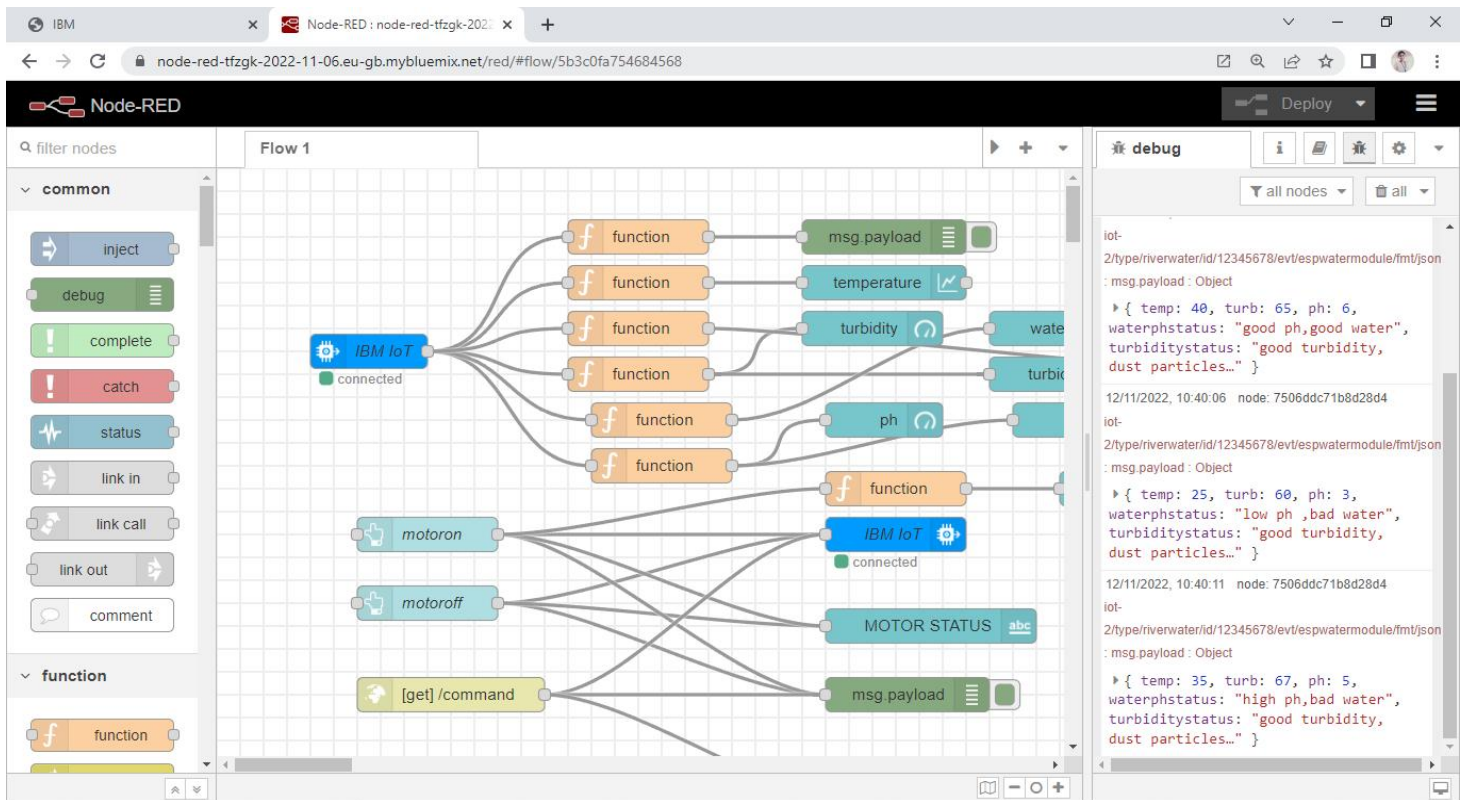 IBM
Node-RED : node-red-tfzgk-202
node-red-tfzgk-2022-11-06.eu-gb.mybluemix.net/red/#flow/5b3c0fa754684568
Node-RED
Deploy
filter nodes
Flow 1
debug
i
all nodes
all
common
inject
debug
complete
catch
status
link in
link call
link out
comment
function
function
function
msg.payload
function
temperature
function
turbidity
wate
IBM IoT
connected
function
turbic
function
ph
function
function
motoron
IBM IoT
connected
motoroff
MOTOR STATUS
abc
[get] /command
msg.payload
iot-
2/type/riverwater/id/12345678/evt/espwatermodule/fmt/json
: msg.payload : Object
{ temp: 40, turb: 65, ph: 6,
waterphstatus: "good ph,good water",
turbiditystatus: "good turbidity,
dust particles…" }
12/11/2022, 10:40:06 node: 7506ddc71b8d28d4
iot-
2/type/riverwater/id/12345678/evt/espwatermodule/fmt/json
: msg.payload : Object
{ temp: 25, turb: 60, ph: 3,
waterphstatus: "low ph ,bad water",
turbiditystatus: "good turbidity,
dust particles…" }
12/11/2022, 10:40:11 node: 7506ddc71b8d28d4
iot-
2/type/riverwater/id/12345678/evt/espwatermodule/fmt/json
: msg.payload : Object
{ temp: 35, turb: 67, ph: 5,
waterphstatus: "high ph,bad water",
turbiditystatus: "good turbidity,
dust particles…" }